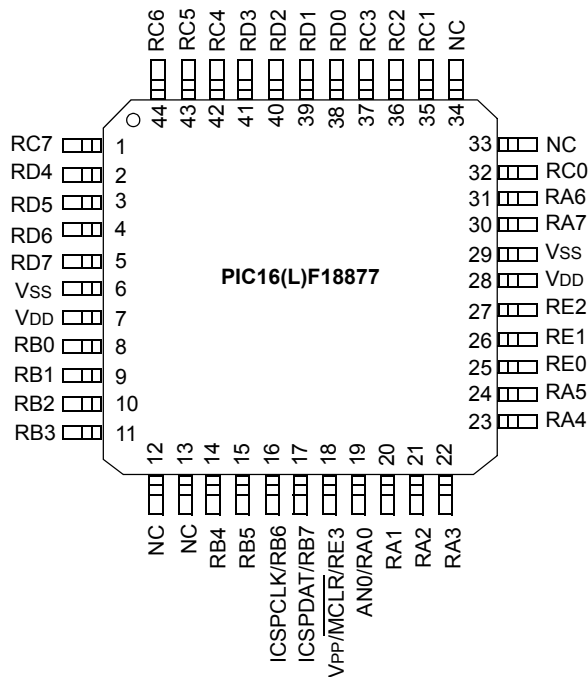 RC6
RC5
RC4
RD3
RD2
RD1
RD0
RC3
RC2
RC1
NC
44
43
42
41
40
39
38
37
36
35
34
RC7 1
RD4 2
RD5 3
RD6 4
RD7 5
VSS 6
VDD 7
RB0 8
RB1 9
RB2 10
RB3 11
PIC16(L)F18877
33 NC
32 RC0
31 RA6
30 RA7
29 VSS
28 VDD
27 RE2
26 RE1
25 RE0
24 RA5
23 RA4
12
13
14
15
16
17
18
19
20
21
22
NC
NC
RB4
RB5
ICSPCLK/RB6
ICSPDAT/RB7
VPP/MCLR/RE3
AN0/RA0
RA1
RA2
RA3